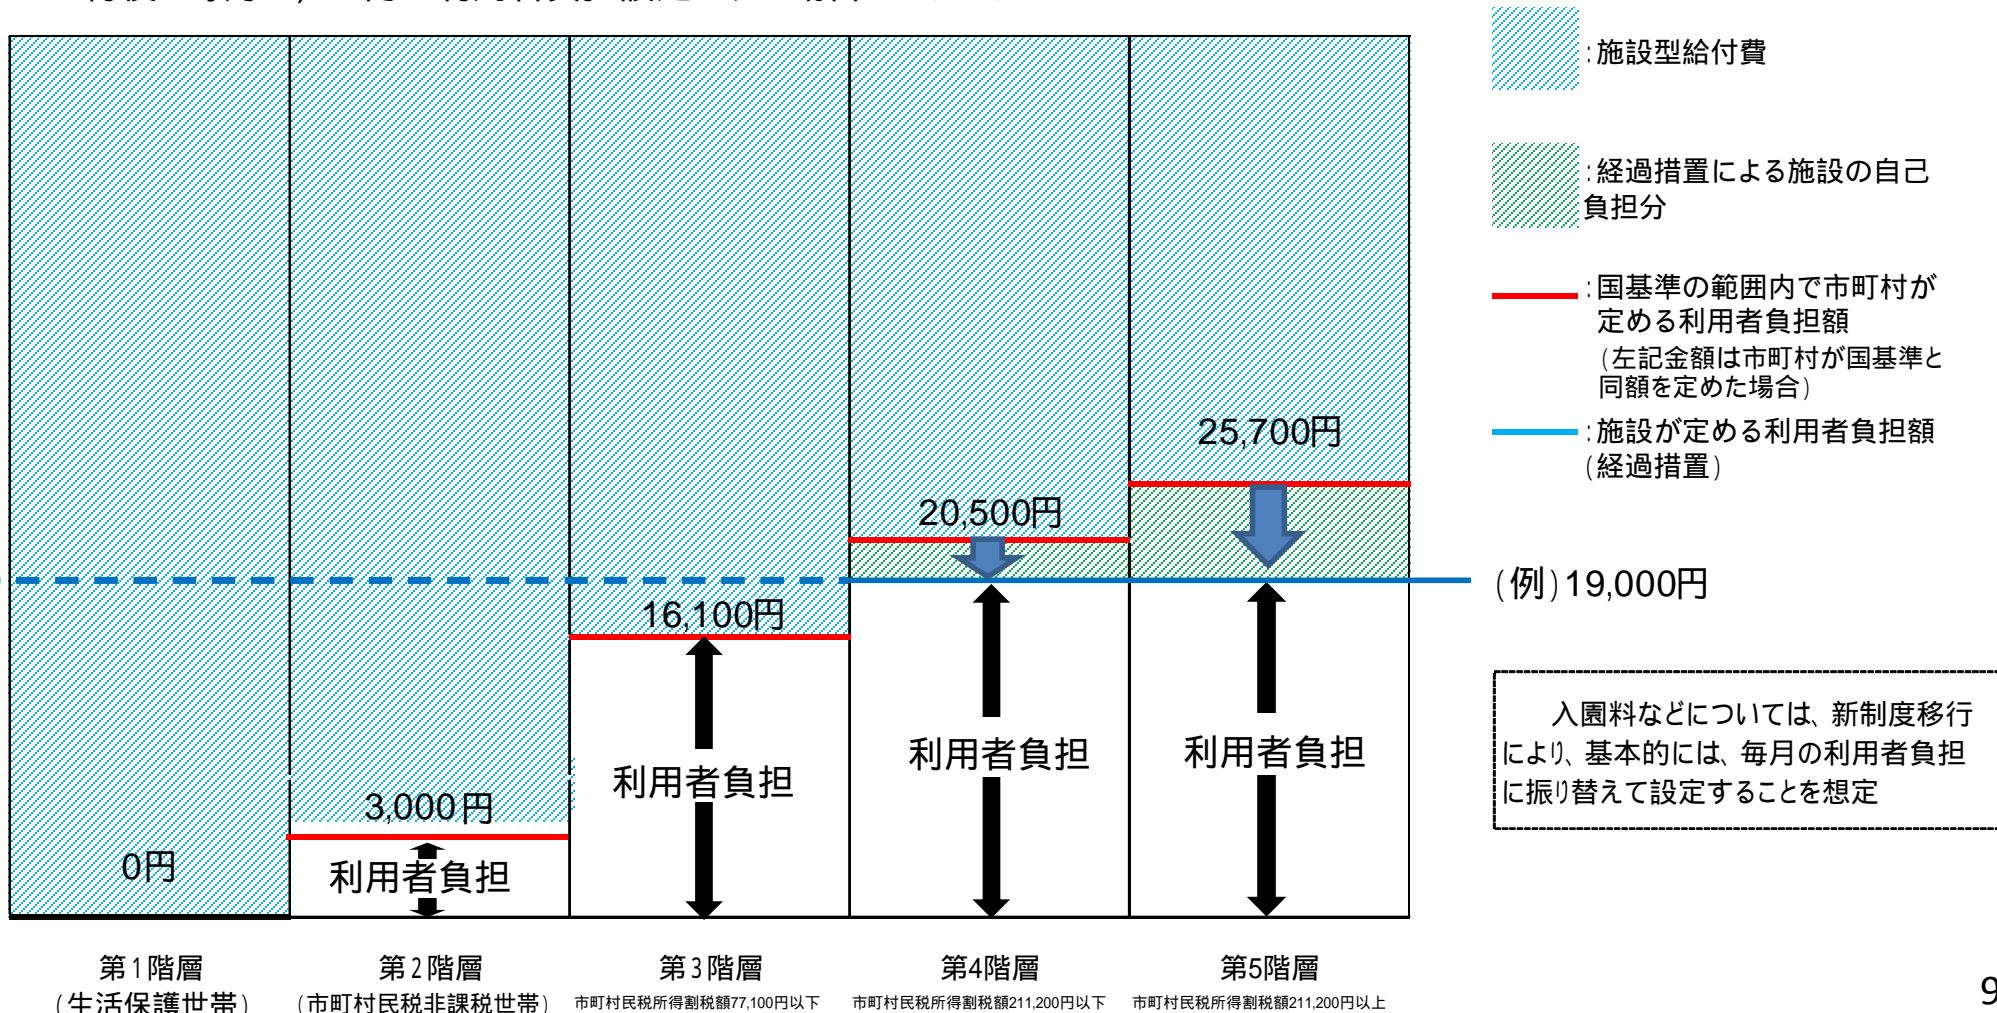 :施設型給付費
:経過措置による施設の自己
負担分
:国基準の範囲内で市町村が
定める利用者負担額
(左記金額は市町村が国基準と
同額を定めた場合)
:施設が定める利用者負担額
(経過措置)
25,700円
20,500円
(例)19,000円
16,100円
3,000円
0円
利用者負担
利用者負担
利用者負担
利用者負担
入園料などについては、新制度移行
により、基本的には、毎月の利用者負担
に振り替えて設定することを想定
第1階層
(生活保護世帯)
第2階層
(市町村民税非課税世帯)
第3階層
市町村民税所得割税額77,100円以下
第4階層
市町村民税所得割税額211,200円以下
第5階層
市町村民税所得割税額211,200円以上
9